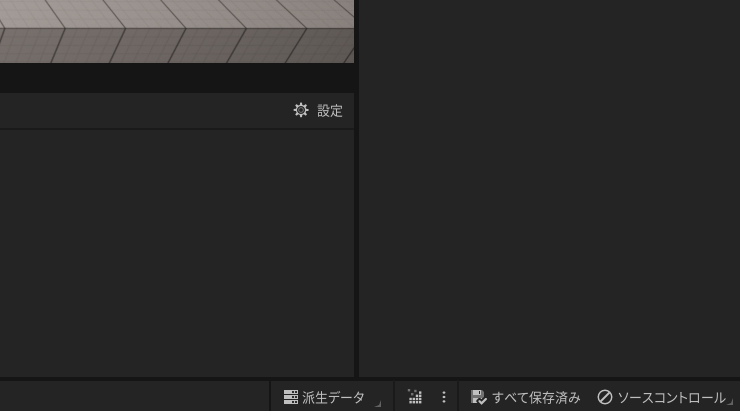 設定
派生データ
すべて保存済み
ソースコントロール